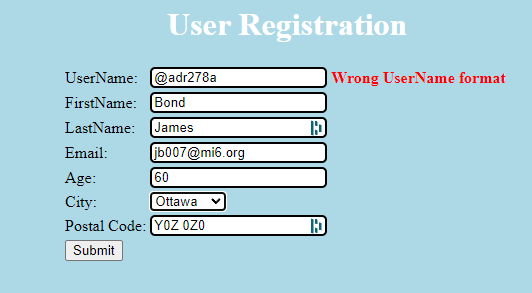 User Registration
UserName: @adr278a Wrong UserName format
FirstName: Bond
LastName: James
Email: jb007@mi6.org
Age: 60
City: Ottawa
Postal Code: Y0Z 0Z0
Submit